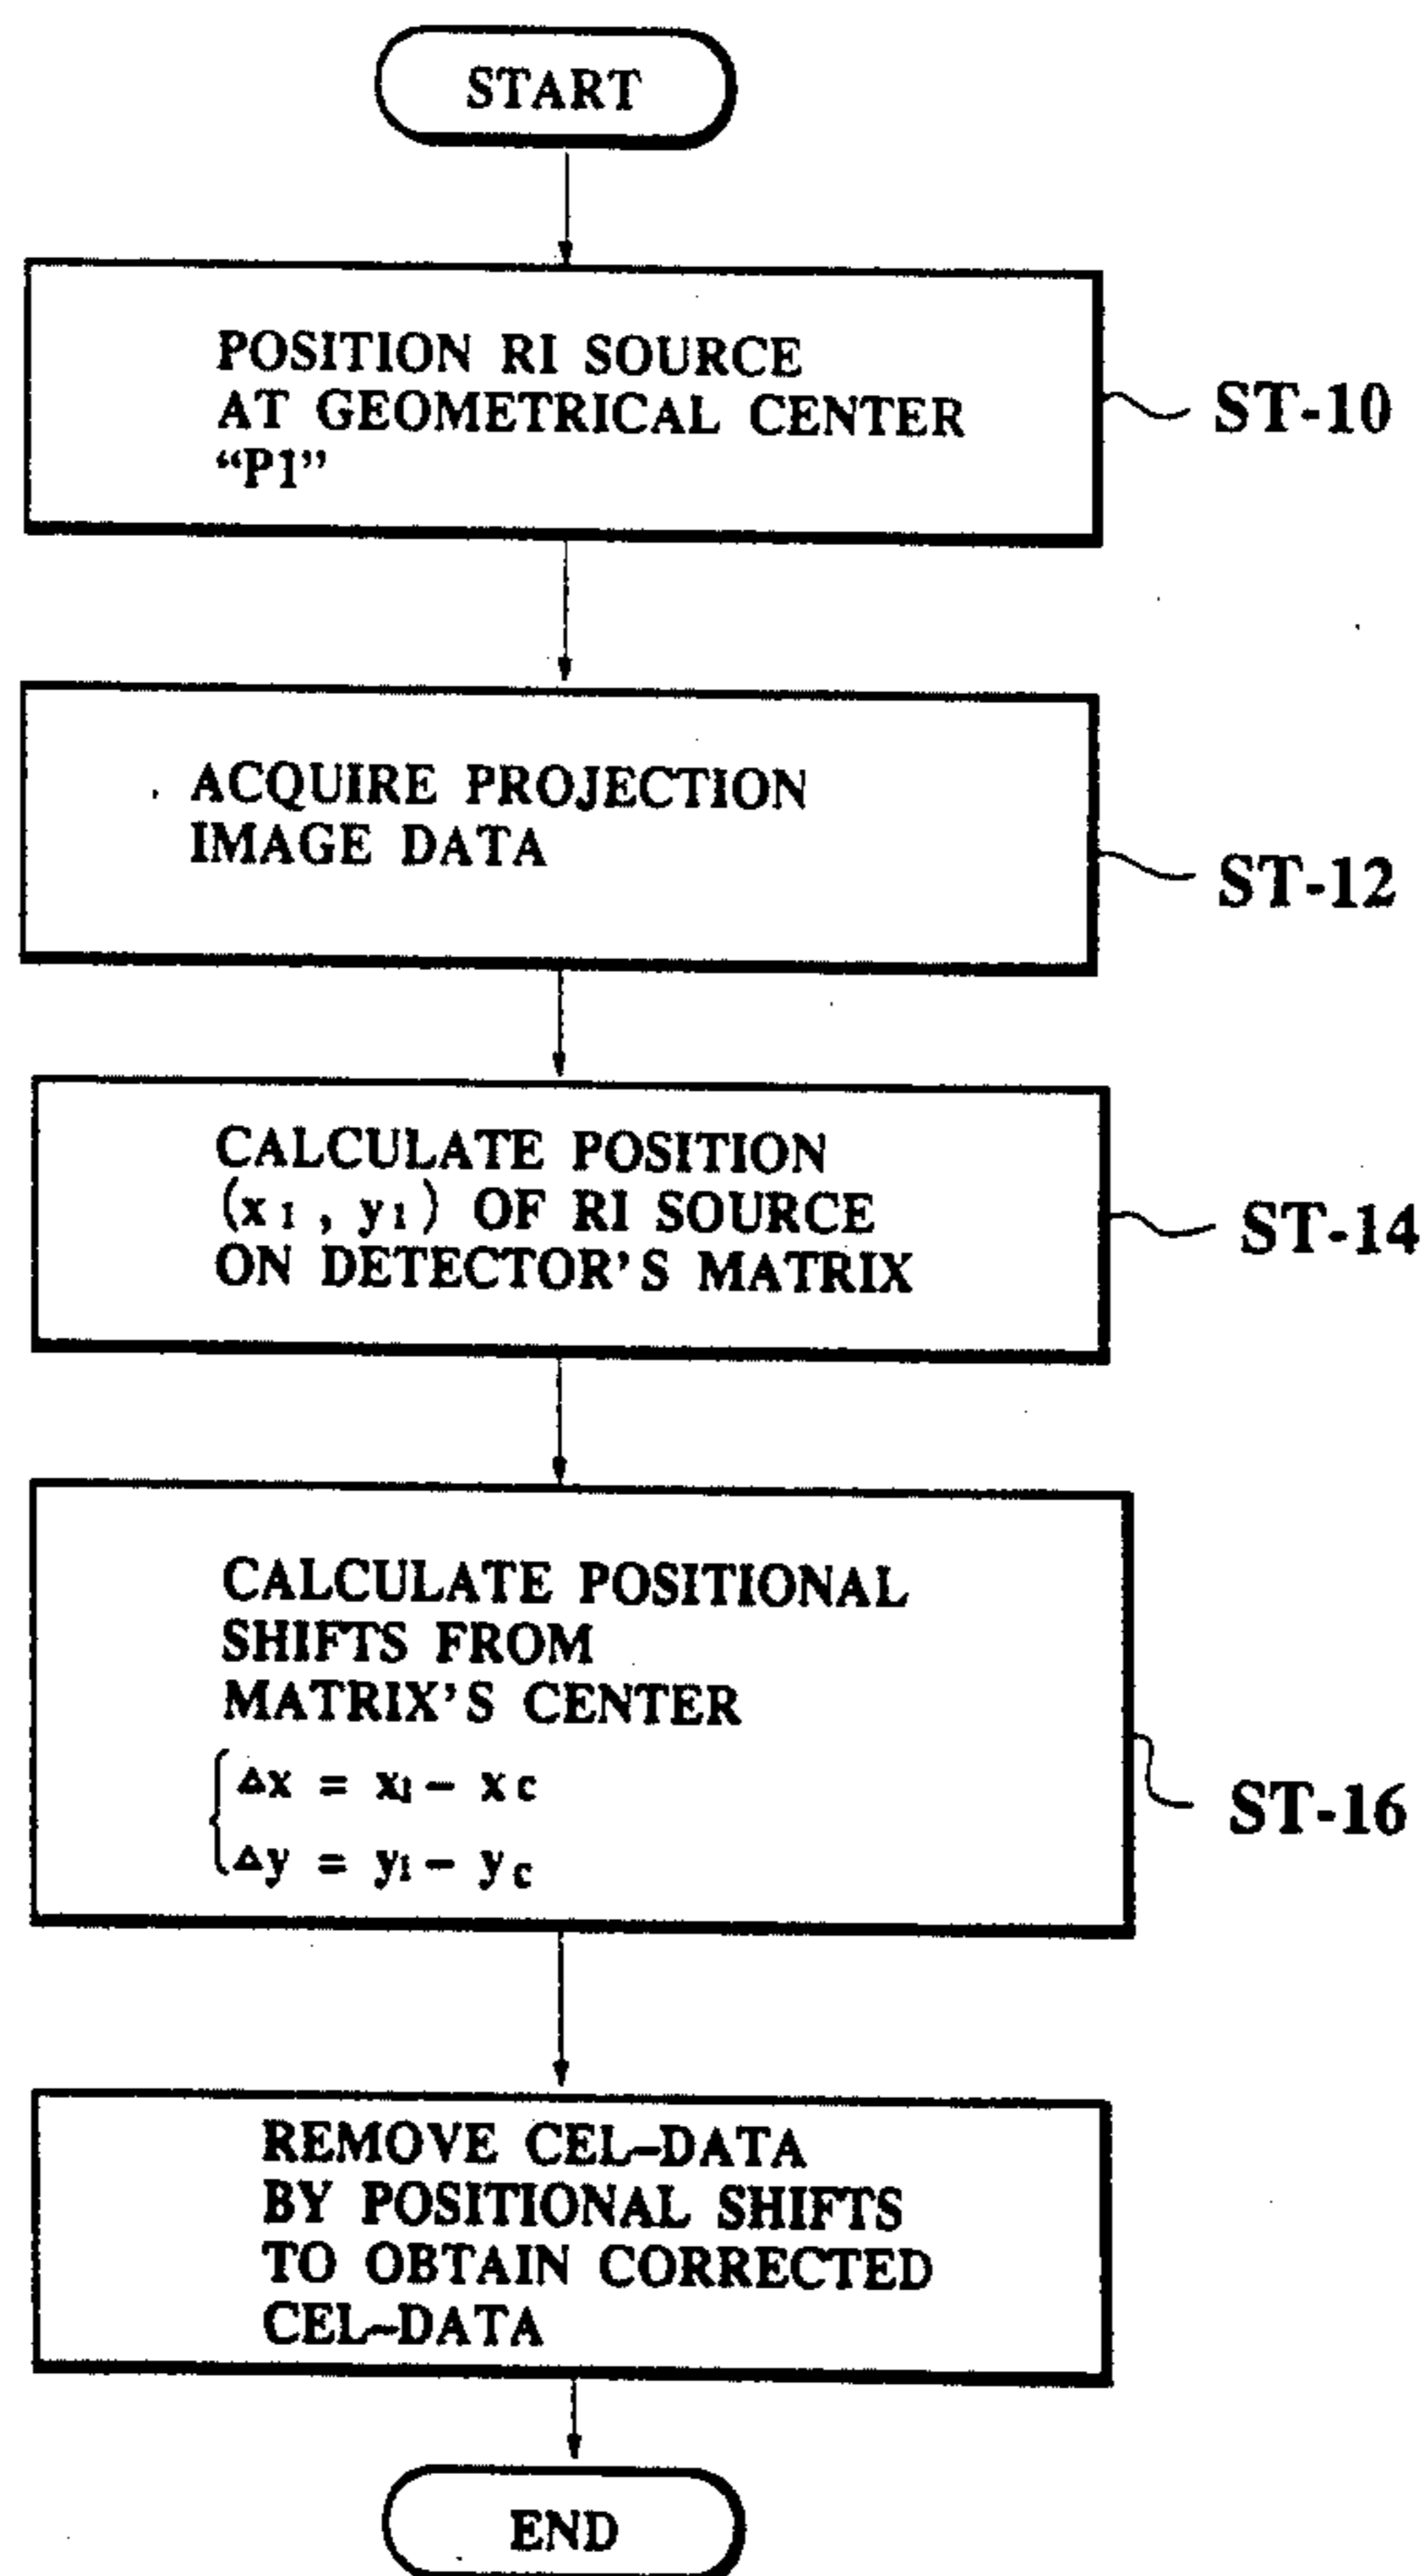 START
POSITION RI SOURCE
AT GEOMETRICAL CENTER
“P1”
ST-10
ACQUIRE PROJECTION
IMAGE DATA
ST-12
CALCULATE POSITION
(x1, y1) OF RI SOURCE
ON DETECTOR'S MATRIX
ST-14
CALCULATE POSITIONAL
SHIFTS FROM
MATRIX'S CENTER
Δx = x1 – xc
Δy = y1 – yc
ST-16
REMOVE CEL-DATA
BY POSITIONAL SHIFTS
TO OBTAIN CORRECTED
CEL-DATA
END